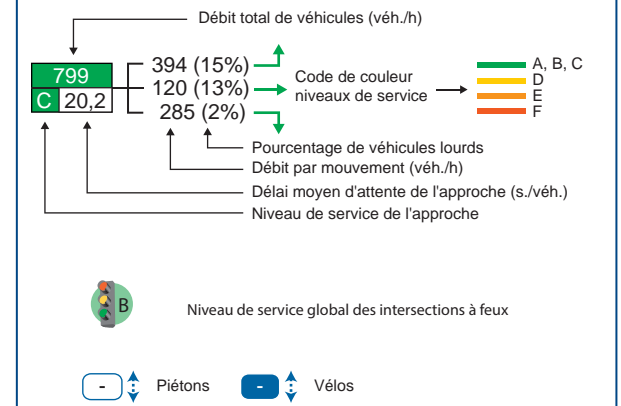 Débit total de véhicules (véh./h)
799
C 20,2
394 (15%)
120 (13%)
285 (2%)
Code de couleur
niveaux de service
A, B, C
D
E
F
Pourcentage de véhicules lourds
Débit par mouvement (véh./h)
Délai moyen d'attente de l'approche (s./véh.)
Niveau de service de l'approche
B
Niveau de service global des intersections à feux
- Piétons - Vélos